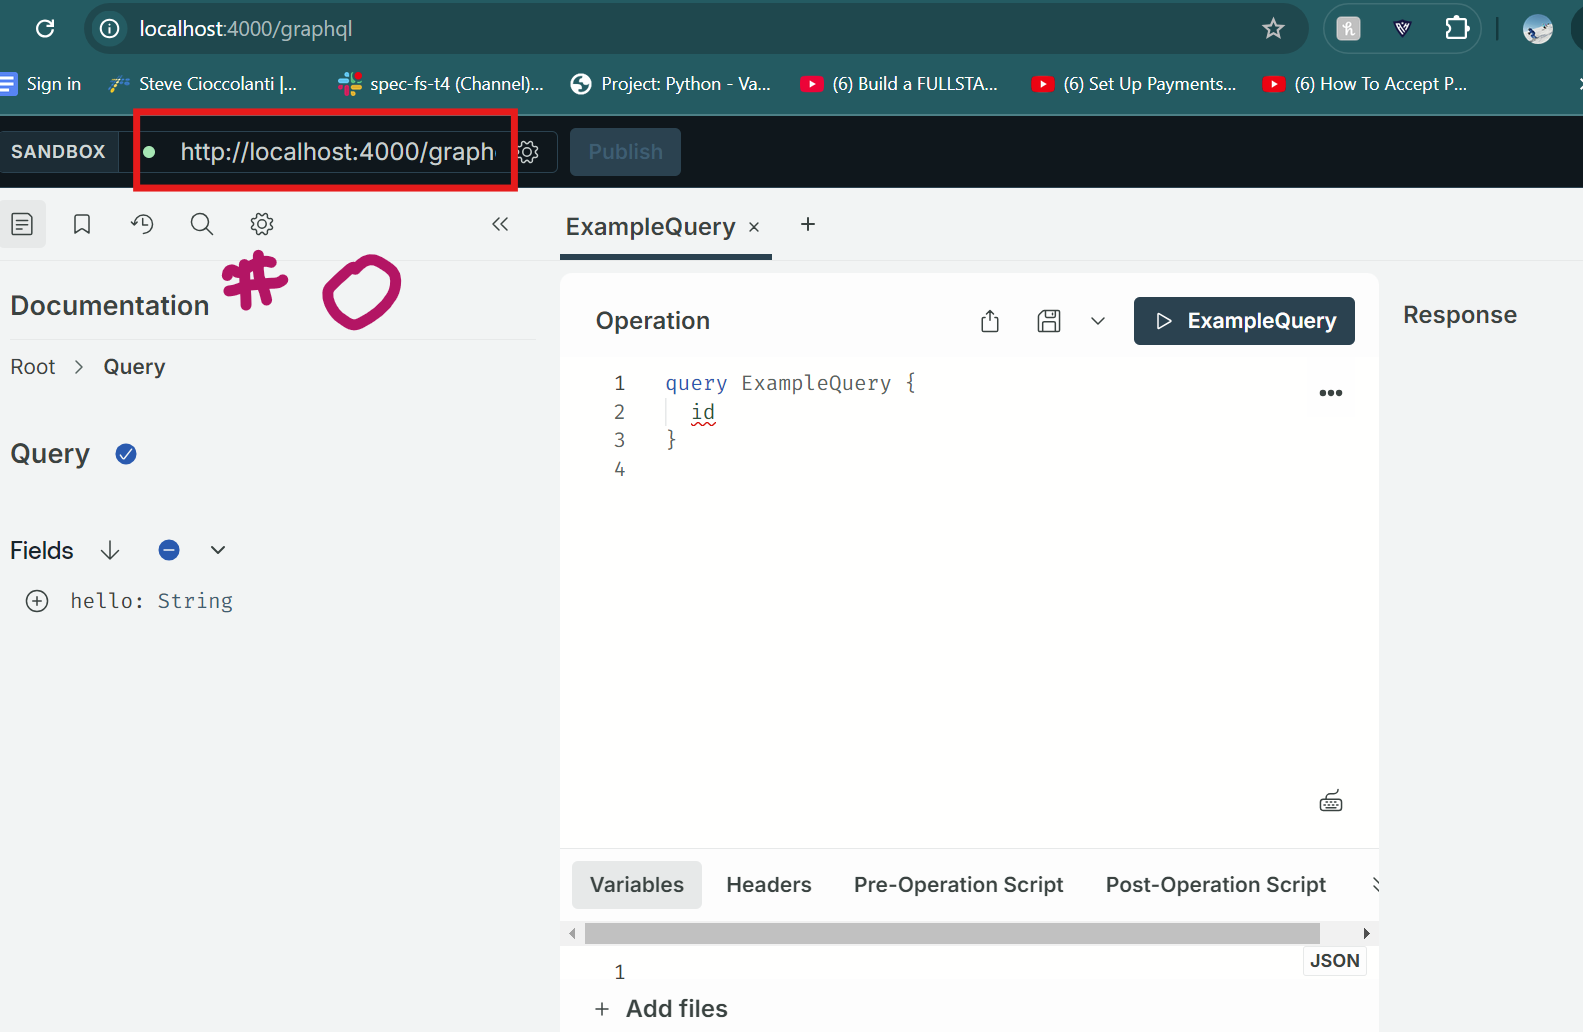 localhost:4000/graphql
Sign in Steve Cioccolanti |... spec-fs-t4 (Channel)... Project: Python - Va... (6) Build a FULLSTA... (6) Set Up Payments... (6) How To Accept P...
SANDBOX http://localhost:4000/graph Publish
ExampleQuery × +
# O
Documentation
Root > Query
Query
Fields
hello: String
Operation ExampleQuery
1 query ExampleQuery {
2 id
3 }
4
Response
Variables Headers Pre-Operation Script Post-Operation Script
JSON
1
+ Add files